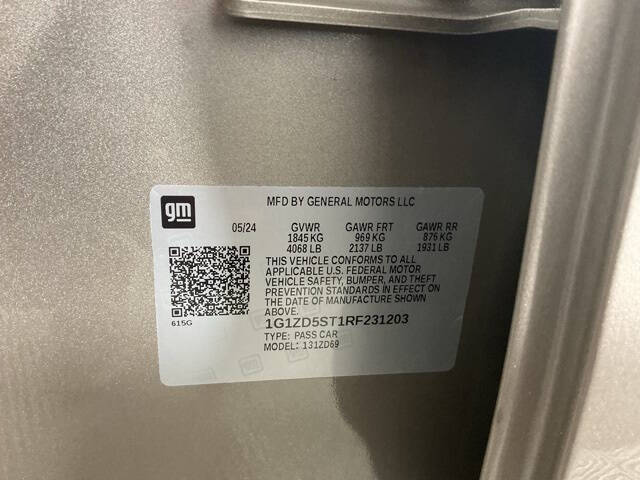 MFD BY GENERAL MOTORS LLC
gm
05/24 GVWR GAWR FRT GAWR RR
1845 KG 969 KG 876 KG
4068 LB 2137 LB 1931 LB
THIS VEHICLE CONFORMS TO ALL
APPLICABLE U.S. FEDERAL MOTOR
VEHICLE SAFETY, BUMPER, AND THEFT
PREVENTION STANDARDS IN EFFECT ON
THE DATE OF MANUFACTURE SHOWN
ABOVE.
615G
1G1ZD5ST1RF231203
TYPE: PASS CAR
MODEL: 131ZD69